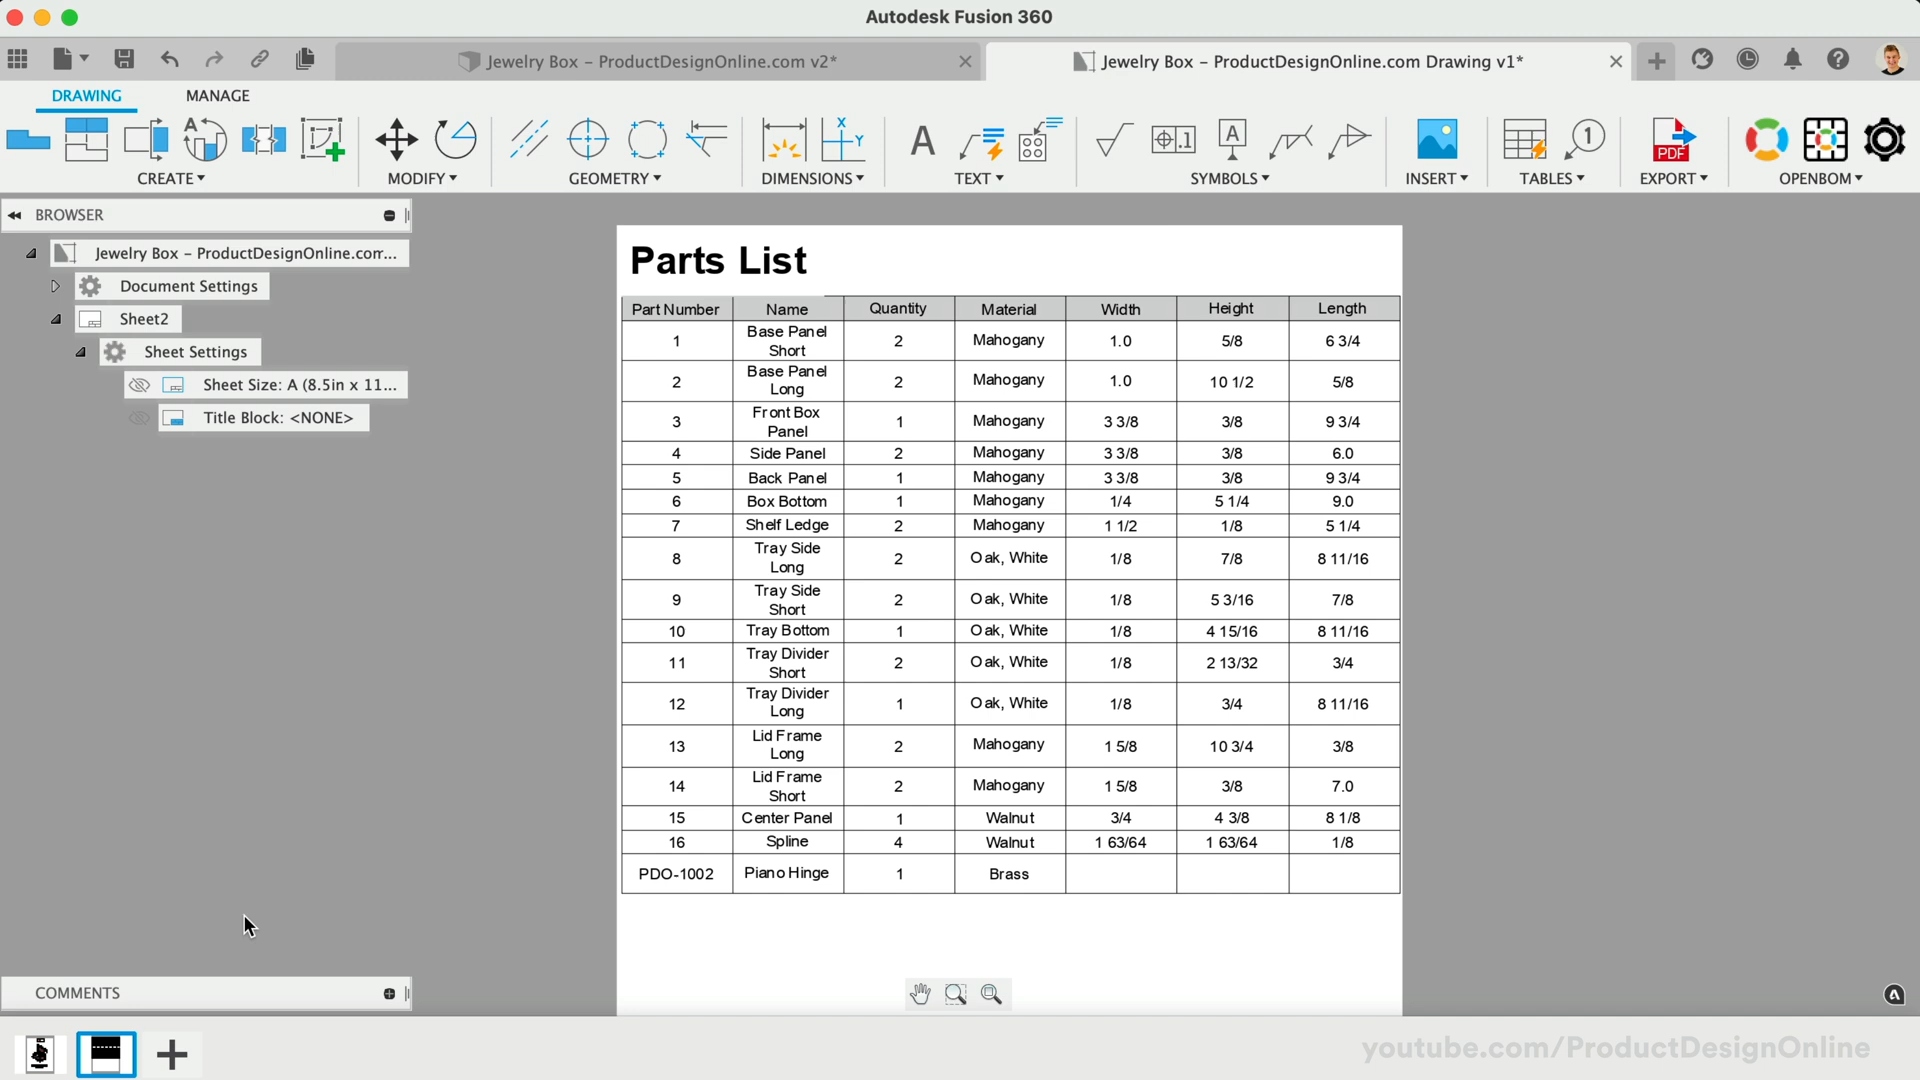 Autodesk Fusion 360
Jewelry Box – ProductDesignOnline.com v2*
Jewelry Box – ProductDesignOnline.com Drawing v1*
DRAWING MANAGE
CREATE MODIFY GEOMETRY DIMENSIONS TEXT SYMBOLS INSERT TABLES EXPORT OPENBOM
BROWSER
Jewelry Box – ProductDesignOnline.com...
Document Settings
Sheet2
Sheet Settings
Sheet Size: A (8.5in x 11...
Title Block: <NONE>
Parts List
Part Number Name Quantity Material Width Height Length
1 Base Panel Short 2 Mahogany 1.0 5/8 6 3/4
2 Base Panel Long 2 Mahogany 1.0 10 1/2 5/8
3 Front Box Panel 1 Mahogany 3 3/8 3/8 9 3/4
4 Side Panel 2 Mahogany 3 3/8 3/8 6.0
5 Back Panel 1 Mahogany 3 3/8 3/8 9 3/4
6 Box Bottom 1 Mahogany 1/4 5 1/4 9.0
7 Shelf Ledge 2 Mahogany 1 1/2 1/8 5 1/4
8 Tray Side Long 2 Oak, White 1/8 7/8 8 11/16
9 Tray Side Short 2 Oak, White 1/8 5 3/16 7/8
10 Tray Bottom 1 Oak, White 1/8 4 15/16 8 11/16
11 Tray Divider Short 2 Oak, White 1/8 2 13/32 3/4
12 Tray Divider Long 1 Oak, White 1/8 3/4 8 11/16
13 Lid Frame Long 2 Mahogany 1 5/8 10 3/4 3/8
14 Lid Frame Short 2 Mahogany 1 5/8 3/8 7.0
15 Center Panel 1 Walnut 3/4 4 3/8 8 1/8
16 Spline 4 Walnut 1 63/64 1 63/64 1/8
PDO-1002 Piano Hinge 1 Brass
COMMENTS
youtube.com/ProductDesignOnline